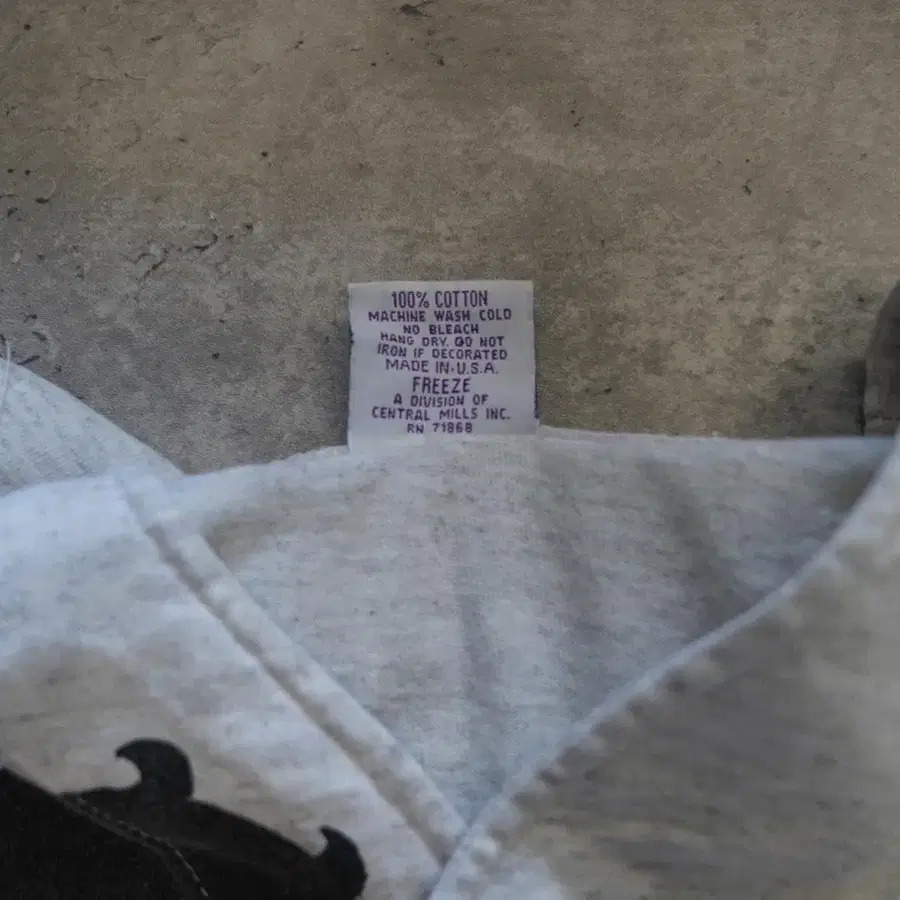 100% COTTON
MACHINE WASH COLD
NO BLEACH
HANG DRY. DO NOT
IRON IF DECORATED
MADE IN U.S.A.
FREEZE
A DIVISION OF
CENTRAL MILLS INC.
RN 71868